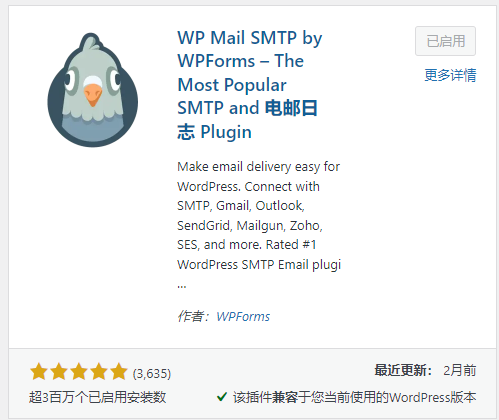 WP Mail SMTP by
WPForms – The
Most Popular
SMTP and 电邮日
志 Plugin
已启用
更多详情
Make email delivery easy for
WordPress. Connect with
SMTP, Gmail, Outlook,
SendGrid, Mailgun, Zoho,
SES, and more. Rated #1
WordPress SMTP Email plugi
...
作者：WPForms
(3,635)
最近更新： 2月前
超3百万个已启用安装数
该插件兼容于您当前使用的WordPress版本